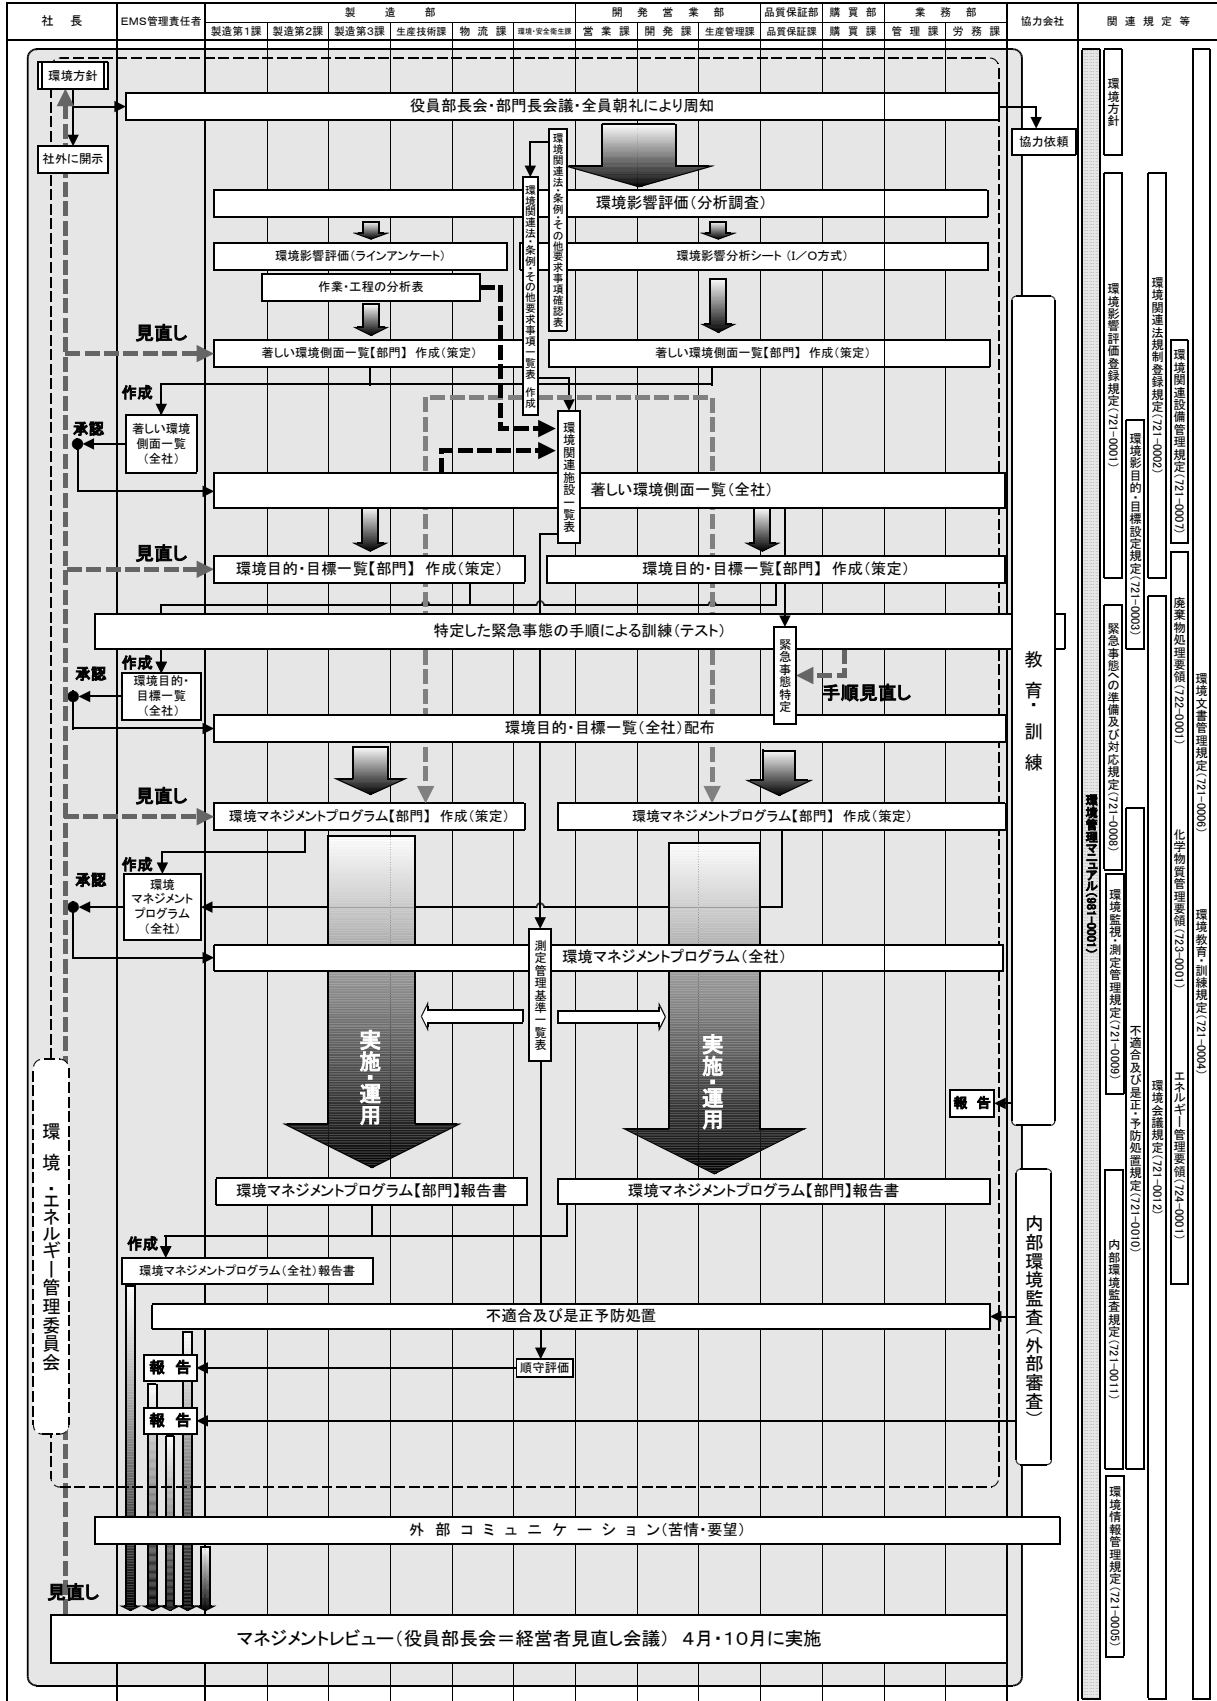 社　長
EMS管理責任者
製　造　部
開　発　営　業　部
品質保証部
購　買　部
業　務　部
協力会社
関　連　規　定　等
製造第1課
製造第2課
製造第3課
生産技術課
物　流　課
環境・安全衛生課
営　業　課
開　発　課
生産管理課
品質保証課
購　買　課
管　理　課
労　務　課
環境方針
役員部長会・部門長会議・全員朝礼により周知
社外に開示
協力依頼
環境関連法・条例・その他要求事項確認表
環境関連法・条例・その他要求事項一覧表 作成
環境影響評価（分析調査）
環境影響評価（ラインアンケート）
環境影響分析シート（I／O方式）
作業・工程の分析表
見直し
著しい環境側面一覧【部門】 作成（策定）
著しい環境側面一覧【部門】 作成（策定）
作成
承認
著しい環境
側面一覧
（全社）
環境関連施設一覧表
著しい環境側面一覧（全社）
見直し
環境目的・目標一覧【部門】 作成（策定）
環境目的・目標一覧【部門】 作成（策定）
特定した緊急事態の手順による訓練（テスト）
緊急事態特定
手順見直し
作成
承認
環境目的・
目標一覧
（全社）
環境目的・目標一覧（全社）配布
見直し
環境マネジメントプログラム【部門】 作成（策定）
環境マネジメントプログラム【部門】 作成（策定）
作成
承認
環境
マネジメント
プログラム
（全社）
測定管理基準一覧表
環境マネジメントプログラム（全社）
実施・運用
実施・運用
教育・訓練
報　告
環境マネジメントプログラム【部門】報告書
環境マネジメントプログラム【部門】報告書
作成
環境マネジメントプログラム（全社）報告書
環境・エネルギー管理委員会
内部環境監査（外部審査）
不適合及び是正予防処置
順守評価
報　告
報　告
外　部　コ　ミ　ュ　ニ　ケ　ー　シ　ョ　ン（苦情・要望）
見直し
マネジメントレビュー（役員部長会＝経営者見直し会議）　４月・１０月に実施
環境管理マニュアル（881-0001）
環境方針
環境影響評価登録規定（721-0001）
緊急事態への準備及び対応規定（721-0008）
環境監視・測定管理規定（721-0009）
内部環境監査規定（721-0011）
環境情報管理規定（721-0005）
環境影目的・目標設定規定（721-0003）
不適合及び是正・予防処置規定（721-0010）
環境関連法規制登録規定（721-0002）
環境会議規定（721-0012）
環境関連設備管理規定（721-0007）
廃棄物処理要領（722-0001）
化学物質管理要領（723-0001）
エネルギー管理要領（724-0001）
環境文書管理規定（721-0006）
環境教育・訓練規定（721-0004）